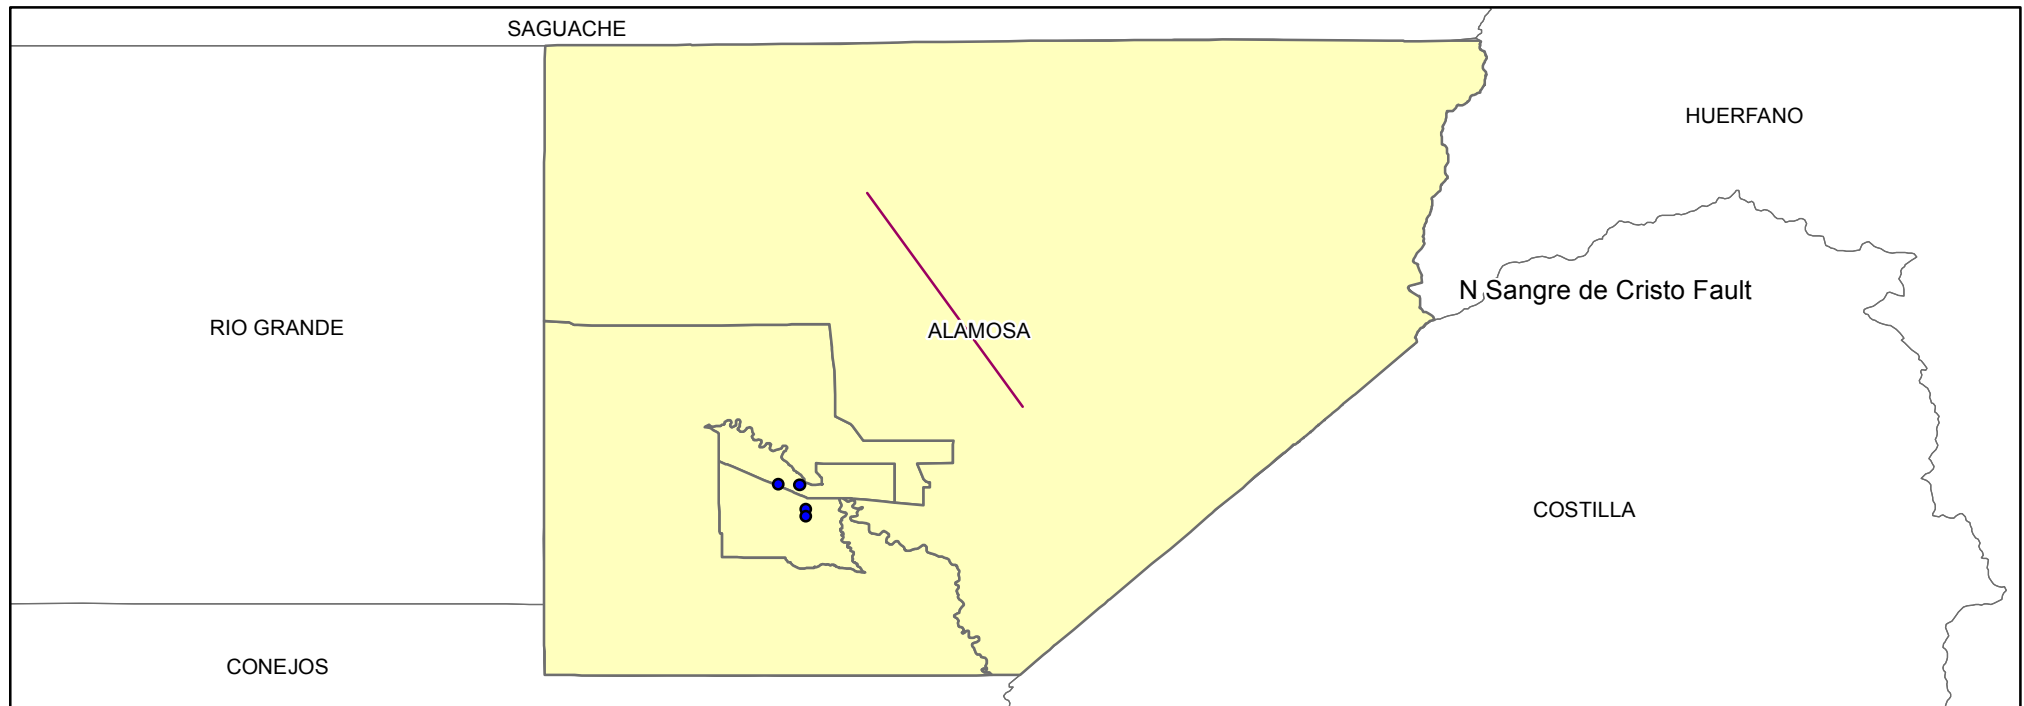 SAGUACHE
HUERFANO
N Sangre de Cristo Fault
RIO GRANDE
ALAMOSA
COSTILLA
CONEJOS